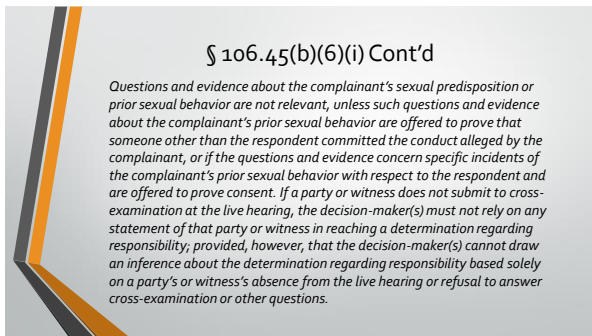 § 106.45(b)(6)(i) Cont’d
Questions and evidence about the complainant’s sexual predisposition or
prior sexual behavior are not relevant, unless such questions and evidence
about the complainant’s prior sexual behavior are offered to prove that
someone other than the respondent committed the conduct alleged by the
complainant, or if the questions and evidence concern specific incidents of
the complainant’s prior sexual behavior with respect to the respondent and
are offered to prove consent. If a party or witness does not submit to cross-
examination at the live hearing, the decision-maker(s) must not rely on any
statement of that party or witness in reaching a determination regarding
responsibility; provided, however, that the decision-maker(s) cannot draw
an inference about the determination regarding responsibility based solely
on a party’s or witness’s absence from the live hearing or refusal to answer
cross-examination or other questions.